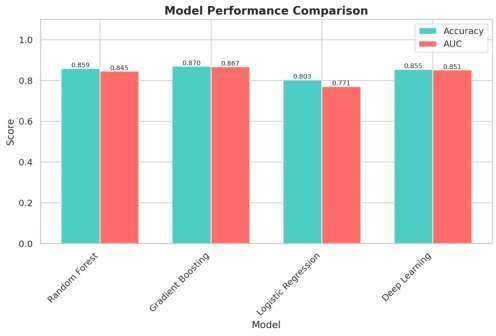 Model Performance Comparison
Accuracy
AUC
Score
1.0
0.8
0.6
0.4
0.2
0.0
0.859
0.845
0.870
0.867
0.803
0.771
0.855
0.851
Random Forest
Gradient Boosting
Logistic Regression
Deep Learning
Model